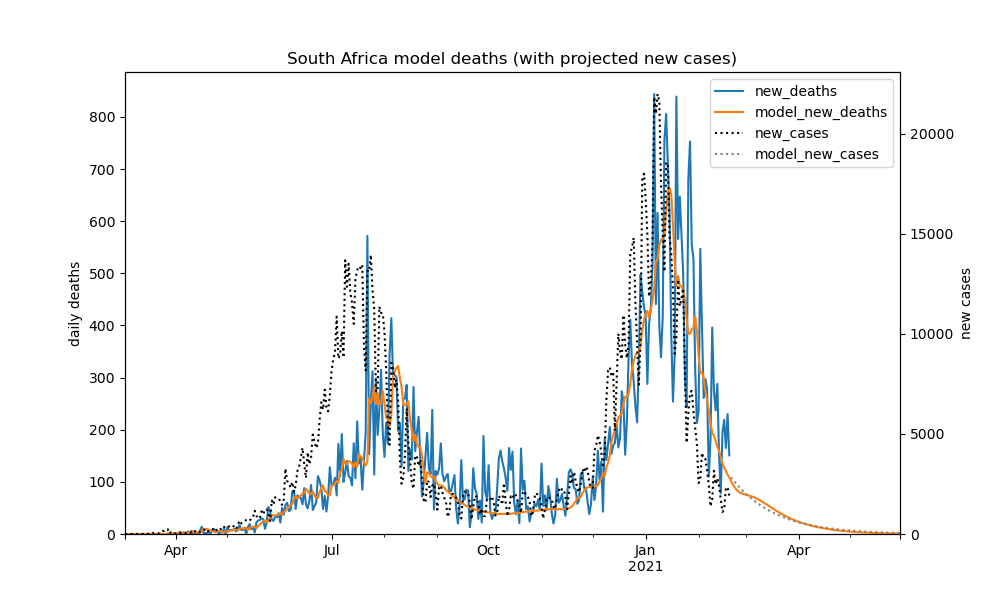 South Africa model deaths (with projected new cases)
new_deaths
model_new_deaths
new_cases
model_new_cases
daily deaths
800
700
600
500
400
300
200
100
0
20000
15000
10000
5000
0
new cases
Apr
Jul
Oct
Jan
2021
Apr